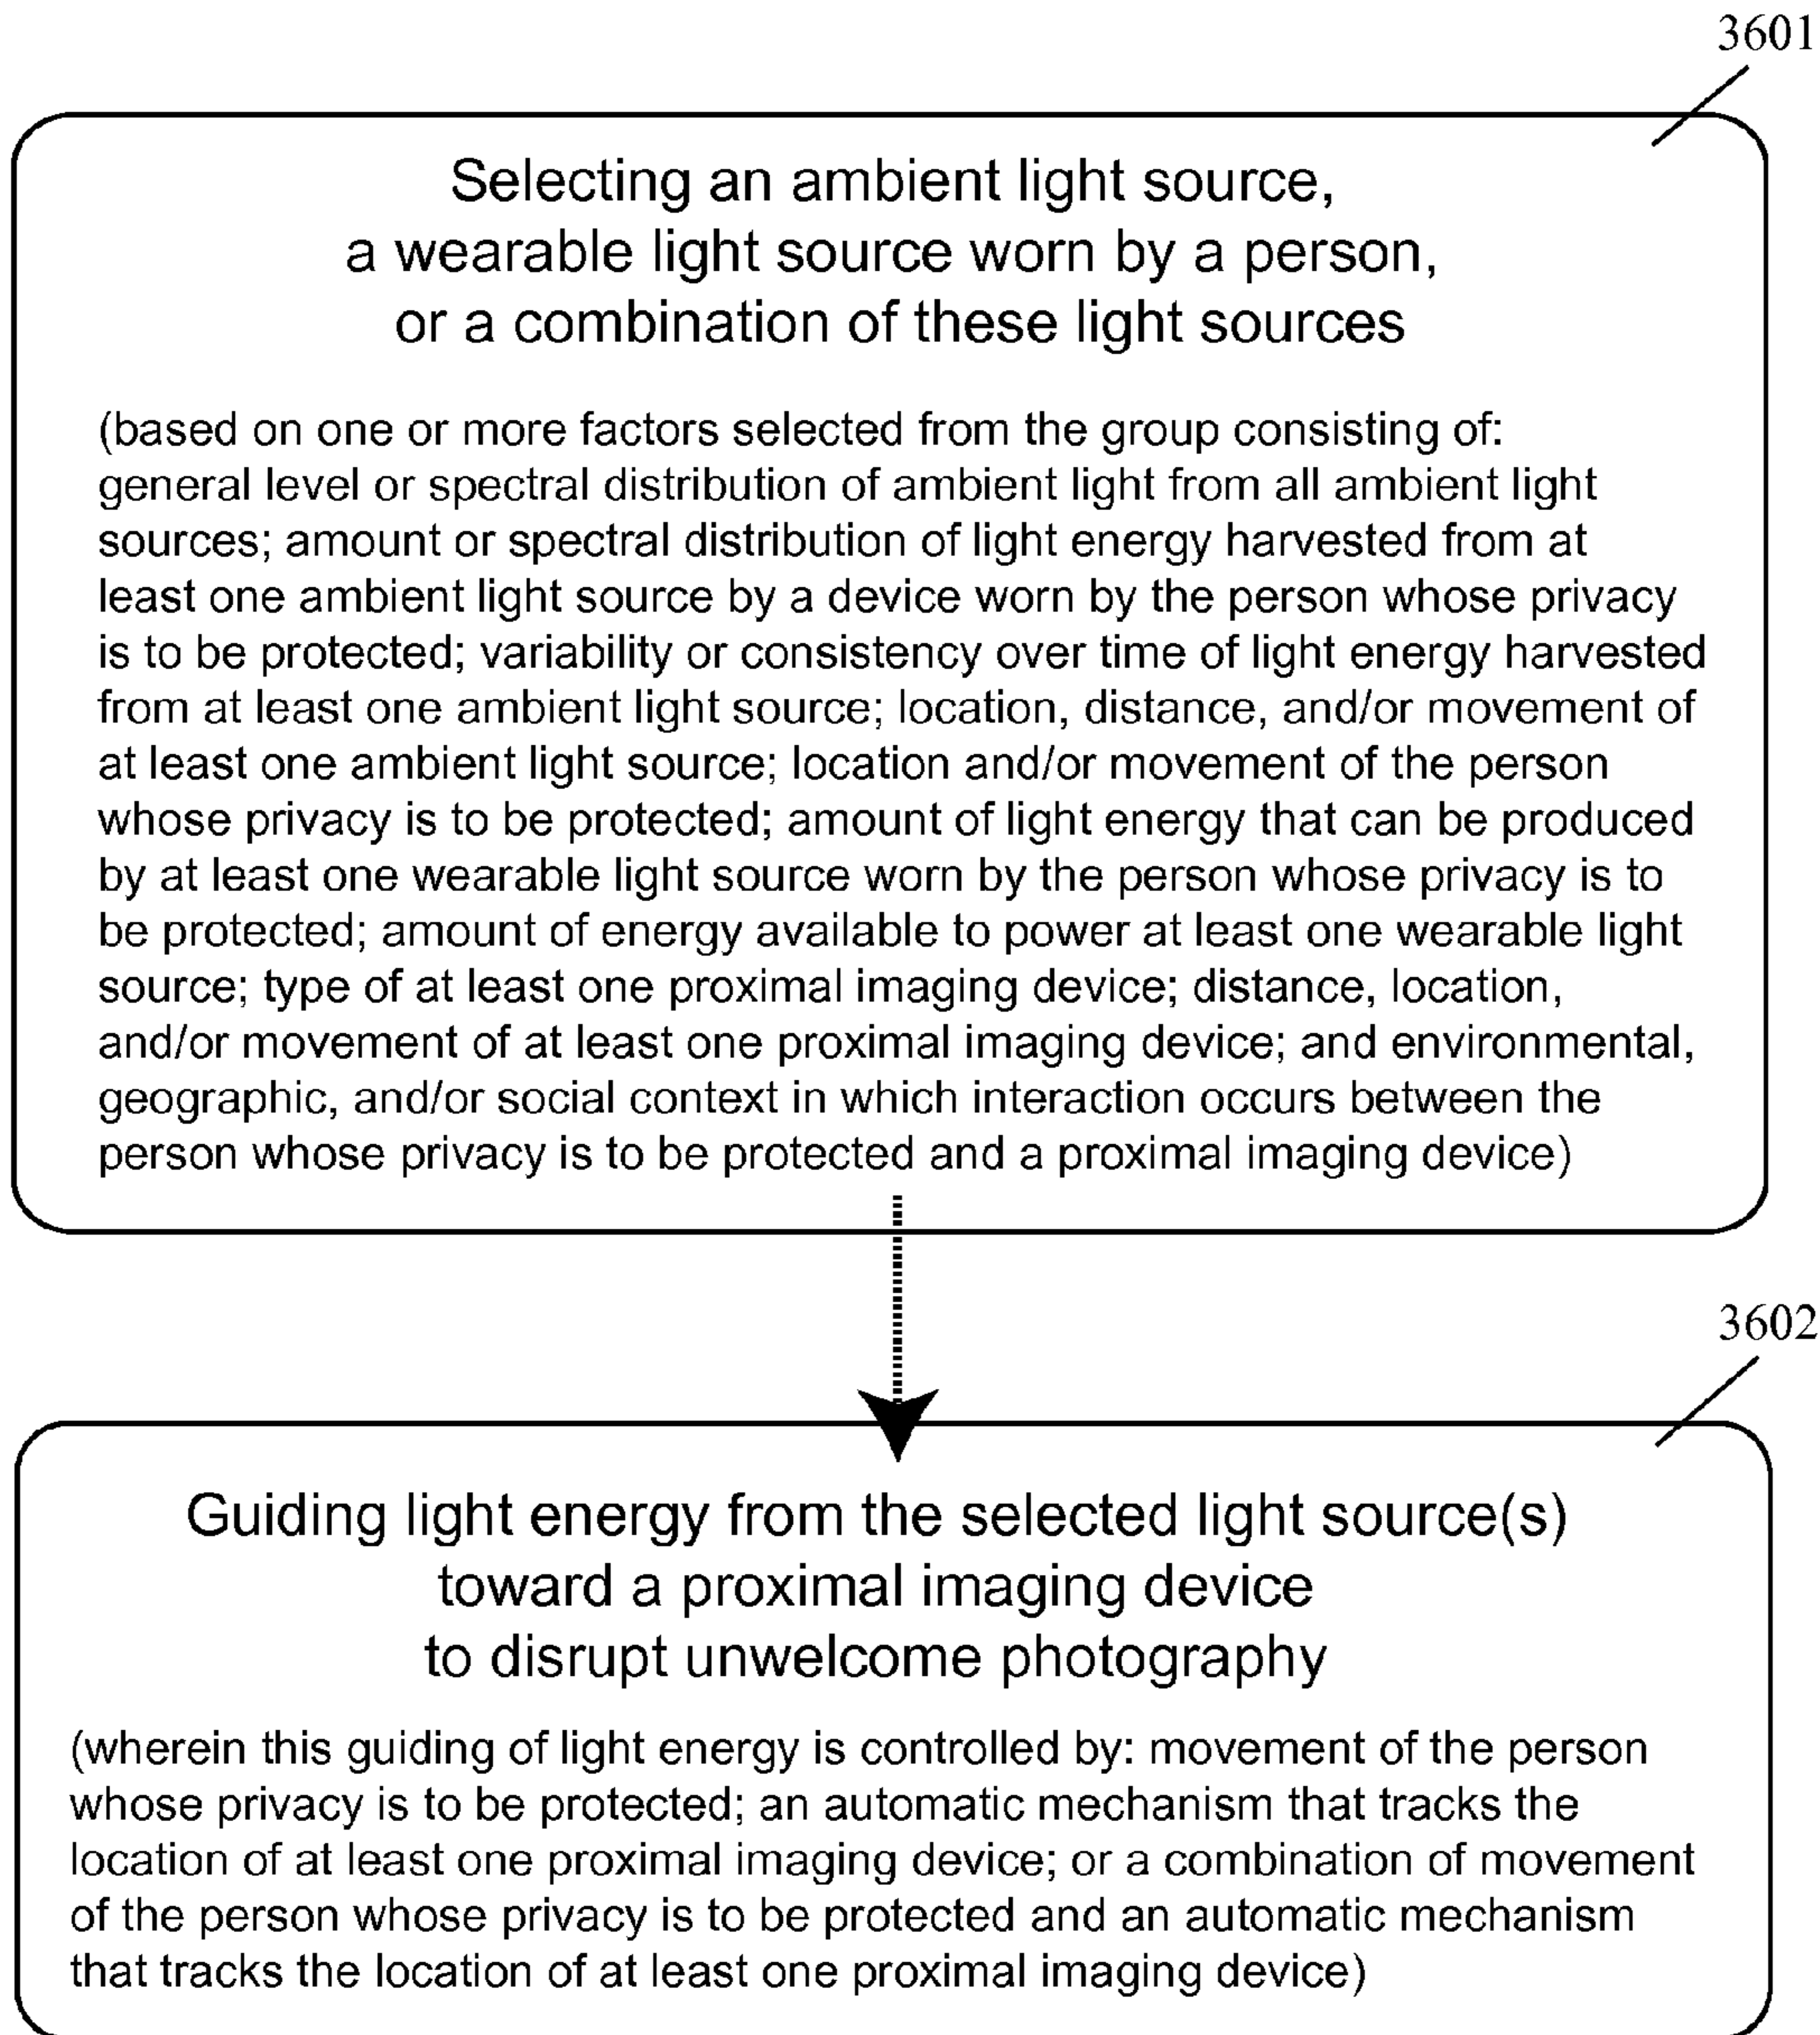 3601
Selecting an ambient light source,
a wearable light source worn by a person,
or a combination of these light sources
(based on one or more factors selected from the group consisting of:
general level or spectral distribution of ambient light from all ambient light
sources; amount or spectral distribution of light energy harvested from at
least one ambient light source by a device worn by the person whose privacy
is to be protected; variability or consistency over time of light energy harvested
from at least one ambient light source; location, distance, and/or movement of
at least one ambient light source; location and/or movement of the person
whose privacy is to be protected; amount of light energy that can be produced
by at least one wearable light source worn by the person whose privacy is to
be protected; amount of energy available to power at least one wearable light
source; type of at least one proximal imaging device; distance, location,
and/or movement of at least one proximal imaging device; and environmental,
geographic, and/or social context in which interaction occurs between the
person whose privacy is to be protected and a proximal imaging device)
3602
Guiding light energy from the selected light source(s)
toward a proximal imaging device
to disrupt unwelcome photography
(wherein this guiding of light energy is controlled by: movement of the person
whose privacy is to be protected; an automatic mechanism that tracks the
location of at least one proximal imaging device; or a combination of movement
of the person whose privacy is to be protected and an automatic mechanism
that tracks the location of at least one proximal imaging device)